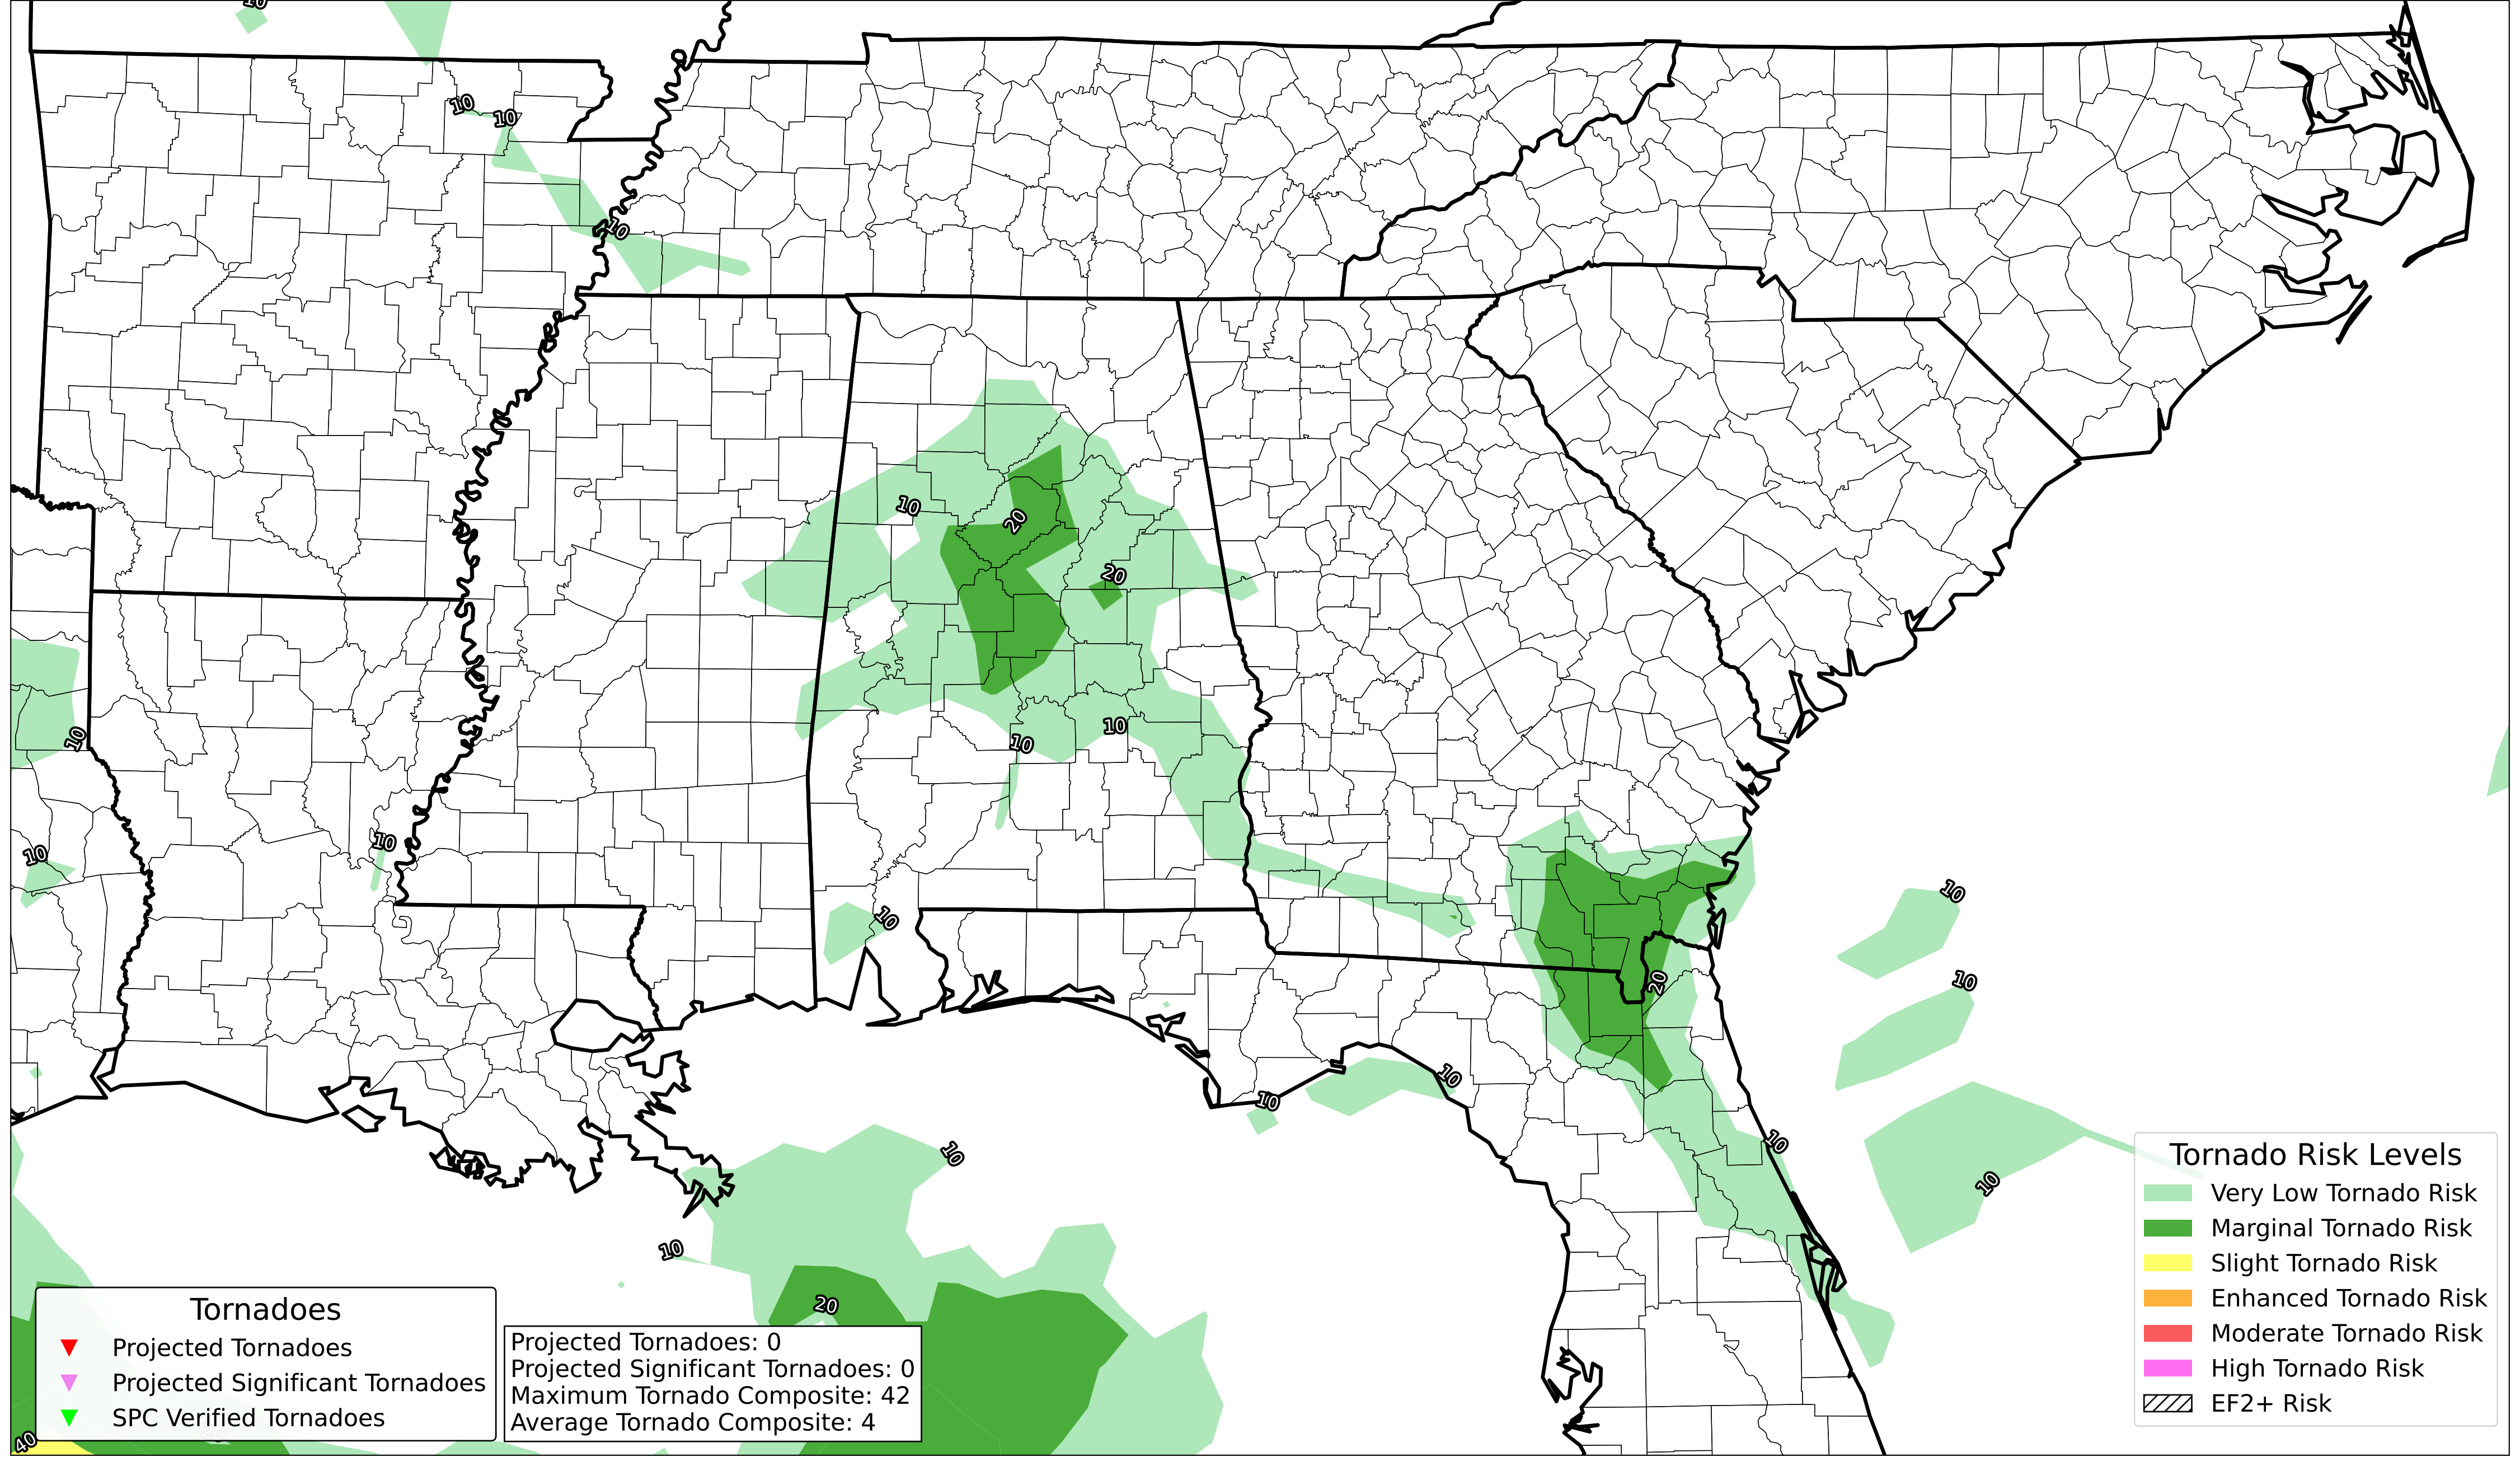 10
10
10
10
10
20
20
10
10
10
10
10
10
10
10
20
10
10
10
10
10
10
10
20
40
Tornadoes
Projected Tornadoes
Projected Significant Tornadoes
SPC Verified Tornadoes
Projected Tornadoes: 0
Projected Significant Tornadoes: 0
Maximum Tornado Composite: 42
Average Tornado Composite: 4
Tornado Risk Levels
Very Low Tornado Risk
Marginal Tornado Risk
Slight Tornado Risk
Enhanced Tornado Risk
Moderate Tornado Risk
High Tornado Risk
EF2+ Risk